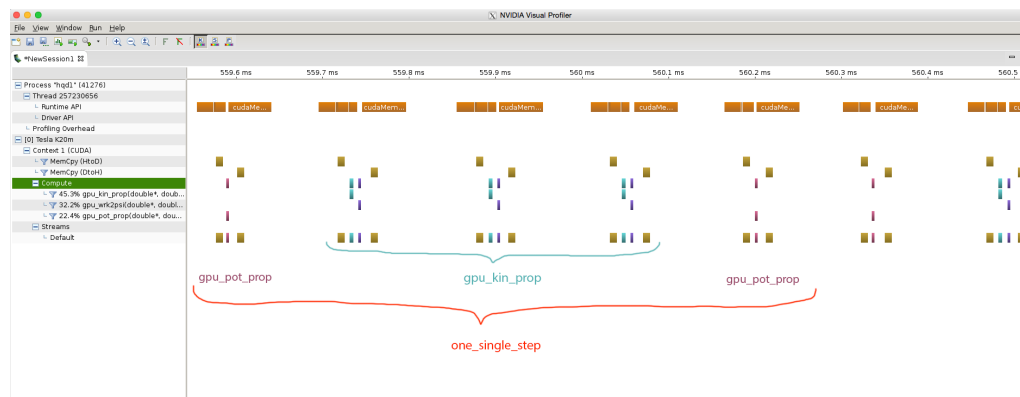 NVIDIA Visual Profiler
File View Window Run Help
*NewSession1
559.6 ms 559.7 ms 559.8 ms 559.9 ms 560 ms 560.1 ms 560.2 ms 560.3 ms 560.4 ms 560.5
Process "hqd1" (41276)
Thread 257230656
Runtime API
cudaMe... cudaMem... cudaMem... cudaMe... cudaMe... cudaMe... cu
Driver API
Profiling Overhead
[0] Tesla K20m
Context 1 (CUDA)
MemCpy (HtoD)
MemCpy (DtoH)
Compute
45.3% gpu_kin_prop(double*, doub...
32.2% gpu_wrk2psi(double*, doubl...
22.4% gpu_pot_prop(double*, dou...
Streams
Default
gpu_pot_prop gpu_kin_prop gpu_pot_prop
one_single_step